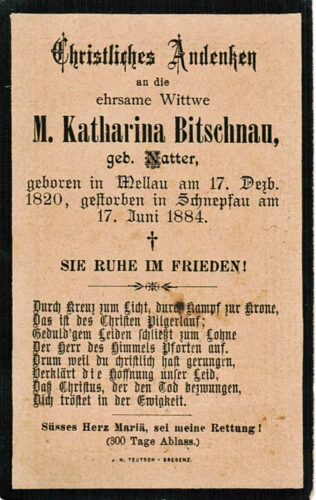 Christliches Andenken
an die
ehrsame Wittwe
M. Katharina Bitschnau,
geb. Natter,
geboren in Mellau am 17. Dezb.
1820, gestorben in Schnepfau am
17. Juni 1884.
SIE RUHE IM FRIEDEN!
Durch Kreuz zum Licht, durch Kampf zur Krone,
Das ist des Christen Pilgerlauf;
Geduld'gem Leiden schließt zum Lohne
Der Herr des Himmels Pforten auf.
Drum weil du christlich hast gerungen,
Verklärt die Hoffnung unser Leid,
Daß Christus, der den Tod bezwungen,
Dich tröstet in der Ewigkeit.
Süsses Herz Mariä, sei meine Rettung!
(300 Tage Ablass.)
J. N. TEUTSCH - BREGENZ.